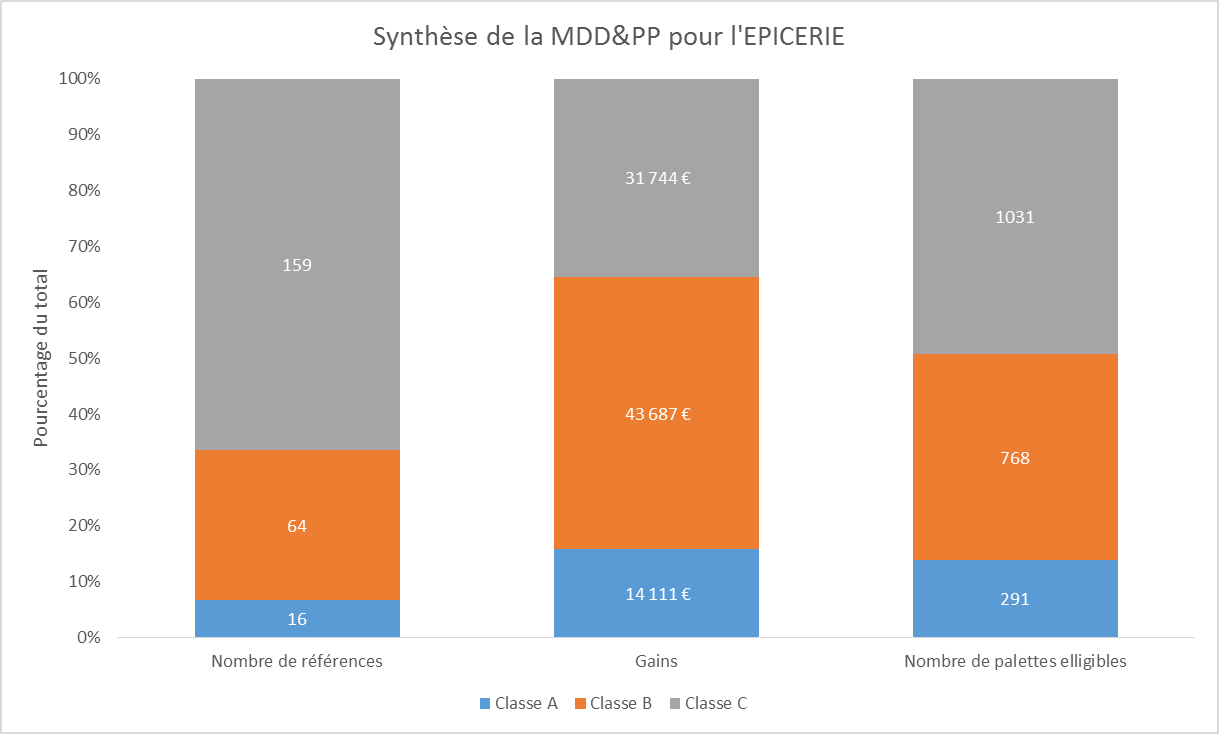 Synthèse de la MDD&PP pour l'EPICERIE
Pourcentage du total
100%
90%
80%
70%
60%
50%
40%
30%
20%
10%
0%
159
64
16
31 744 €
43 687 €
14 111 €
1031
768
291
Nombre de références
Gains
Nombre de palettes elligibles
Classe A
Classe B
Classe C